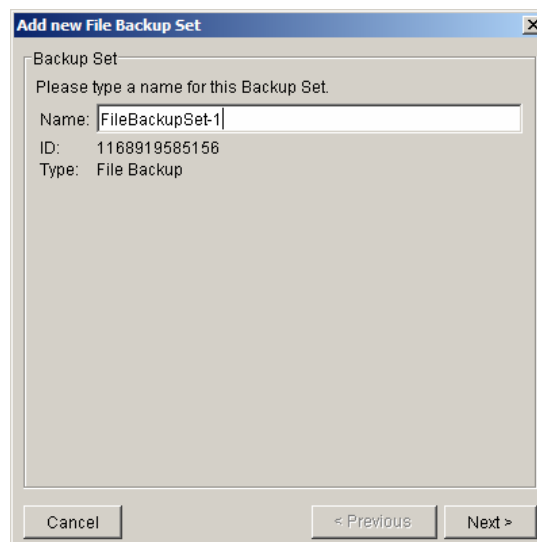 Add new File Backup Set
Backup Set
Please type a name for this Backup Set.
Name: FileBackupSet-1
ID: 1168919585156
Type: File Backup
Cancel < Previous Next >